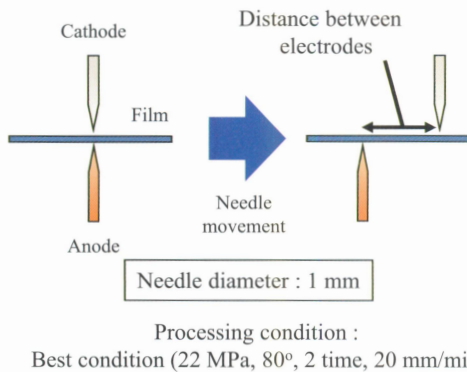 Cathode
Film
Anode
Needle
movement
Distance between
electrodes
Needle diameter : 1 mm
Processing condition :
Best condition (22 MPa, 80°, 2 time, 20 mm/mi